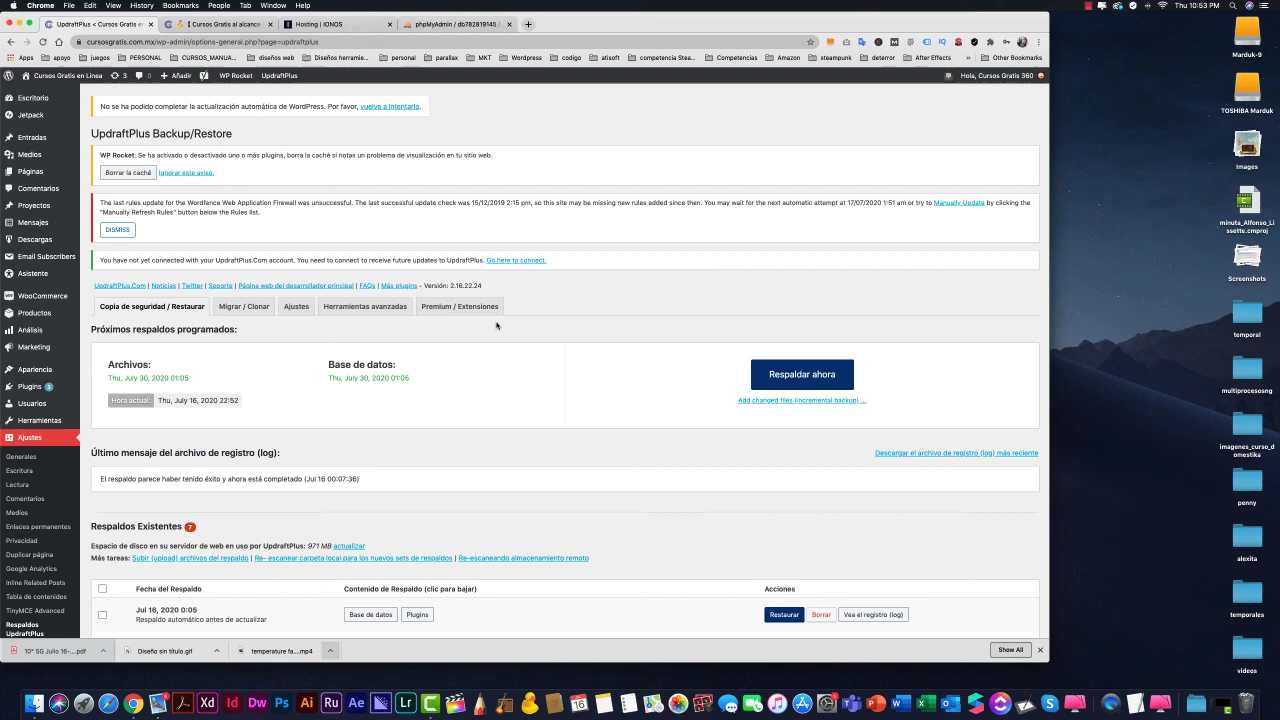 Chrome File Edit View History Bookmarks People Tab Window Help
Thu 10:53 PM
UpdraftPlus < Cursos Gratis en
【 Cursos Gratis al alcance
Hosting | IONOS
phpMyAdmin / db782819145 /
cursosgratis.com.mx/wp-admin/options-general.php?page=updraftplus
Apps apoyo juegos PERSONAL CURSOS_MANUA... diseños web Diseños herramie... personal parallax MKT Wordpress codigo atisoft competencia Stea... Competencias Amazon steampunk deterror After Effects » Other Bookmarks
Cursos Gratis en Linea 3 0 + Añadir WP Rocket UpdraftPlus
Hola, Cursos Gratis 360
Escritorio
Jetpack
Entradas
Medios
Páginas
Comentarios
Proyectos
Mensajes
Descargas
Email Subscribers
Asistente
WooCommerce
Productos
Análisis
Marketing
Apariencia
Plugins 3
Usuarios
Herramientas
Ajustes
Generales
Escritura
Lectura
Comentarios
Medios
Enlaces permanentes
Privacidad
Duplicar página
Google Analytics
Inline Related Posts
Tabla de contenidos
TinyMCE Advanced
Respaldos
UpdraftPlus
No se ha podido completar la actualización automática de WordPress. Por favor, vuelve a intentarlo.
UpdraftPlus Backup/Restore
WP Rocket: Se ha activado o desactivado uno o más plugins, borra la caché si notas un problema de visualización en tu sitio web.
Borrar la caché Ignorar este aviso.
The last rules update for the Wordfence Web Application Firewall was unsuccessful. The last successful update check was 15/12/2019 2:15 pm, so this site may be missing new rules added since then. You may wait for the next automatic attempt at 17/07/2020 1:51 am or try to Manually Update by clicking the
"Manually Refresh Rules" button below the Rules list.
DISMISS
You have not yet connected with your UpdraftPlus.Com account. You need to connect to receive future updates to UpdraftPlus. Go here to connect.
UpdraftPlus.Com | Noticias | Twitter | Soporte | Página web del desarrollador principal | FAQs | Más plugins - Versión: 2.16.22.24
Copia de seguridad / Restaurar Migrar / Clonar Ajustes Herramientas avanzadas Premium / Extensiones
Próximos respaldos programados:
Archivos: Base de datos:
Thu, July 30, 2020 01:05 Thu, July 30, 2020 01:05
Hora actual: Thu, July 16, 2020 22:52
Respaldar ahora
Add changed files (incremental backup) ...
Último mensaje del archivo de registro (log):
Descargar el archivo de registro (log) más reciente
El respaldo parece haber tenido éxito y ahora está completado (Jul 16 00:07:36)
Respaldos Existentes 7
Espacio de disco en su servidor de web en uso por UpdraftPlus: 971 MB actualizar
Más tareas: Subir (upload) archivos del respaldo | Re- escanear carpeta local para los nuevos sets de respaldos | Re-escaneando almacenamiento remoto
Fecha del Respaldo Contenido de Respaldo (clic para bajar) Acciones
Jul 16, 2020 0:05
Respaldo automático antes de actualizar
Base de datos Plugins
Restaurar Borrar Vea el registro (log)
10° SG Julio 16-....pdf Diseño sin título.gif temperature fa....mp4 Show All
Marduk-9
TOSHIBA Marduk
Images
minuta_Alfonso_Li
ssette.cmproj
Screenshots
temporal
multiprocesosng
imagenes_curso_d
omestika
penny
alexita
temporales
videos